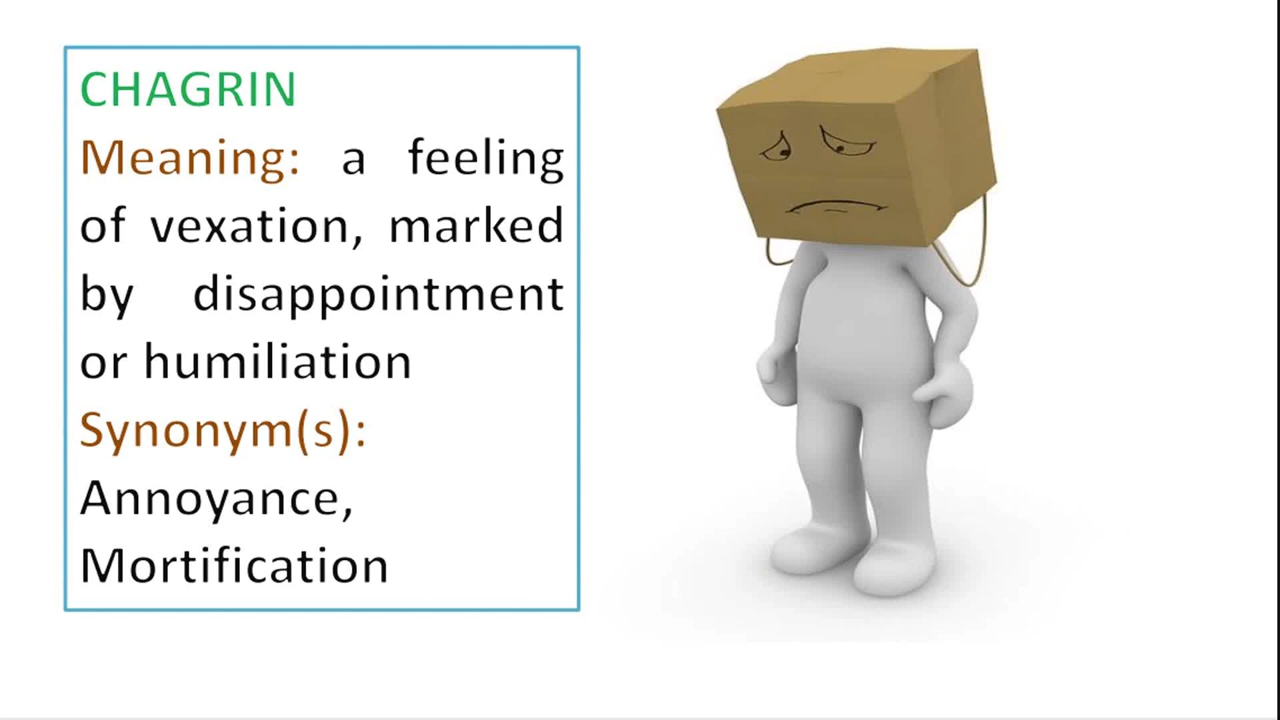 CHAGRIN
Meaning: a feeling
of vexation, marked
by disappointment
or humiliation
Synonym(s):
Annoyance,
Mortification